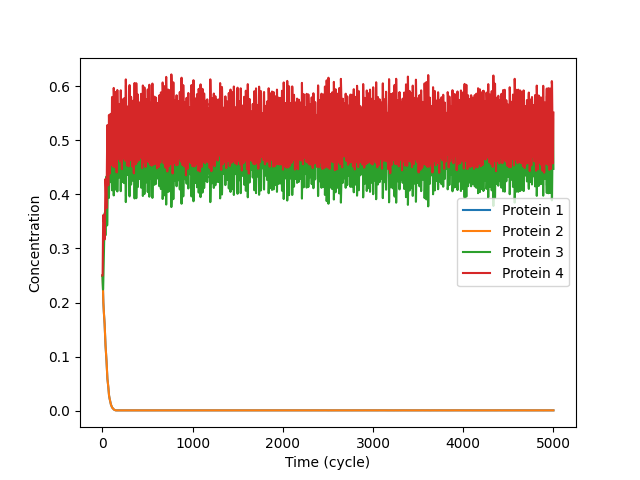 0.6
0.5
0.4
0.3
0.2
0.1
0.0
Concentration
Protein 1
Protein 2
Protein 3
Protein 4
0 1000 2000 3000 4000 5000
Time (cycle)